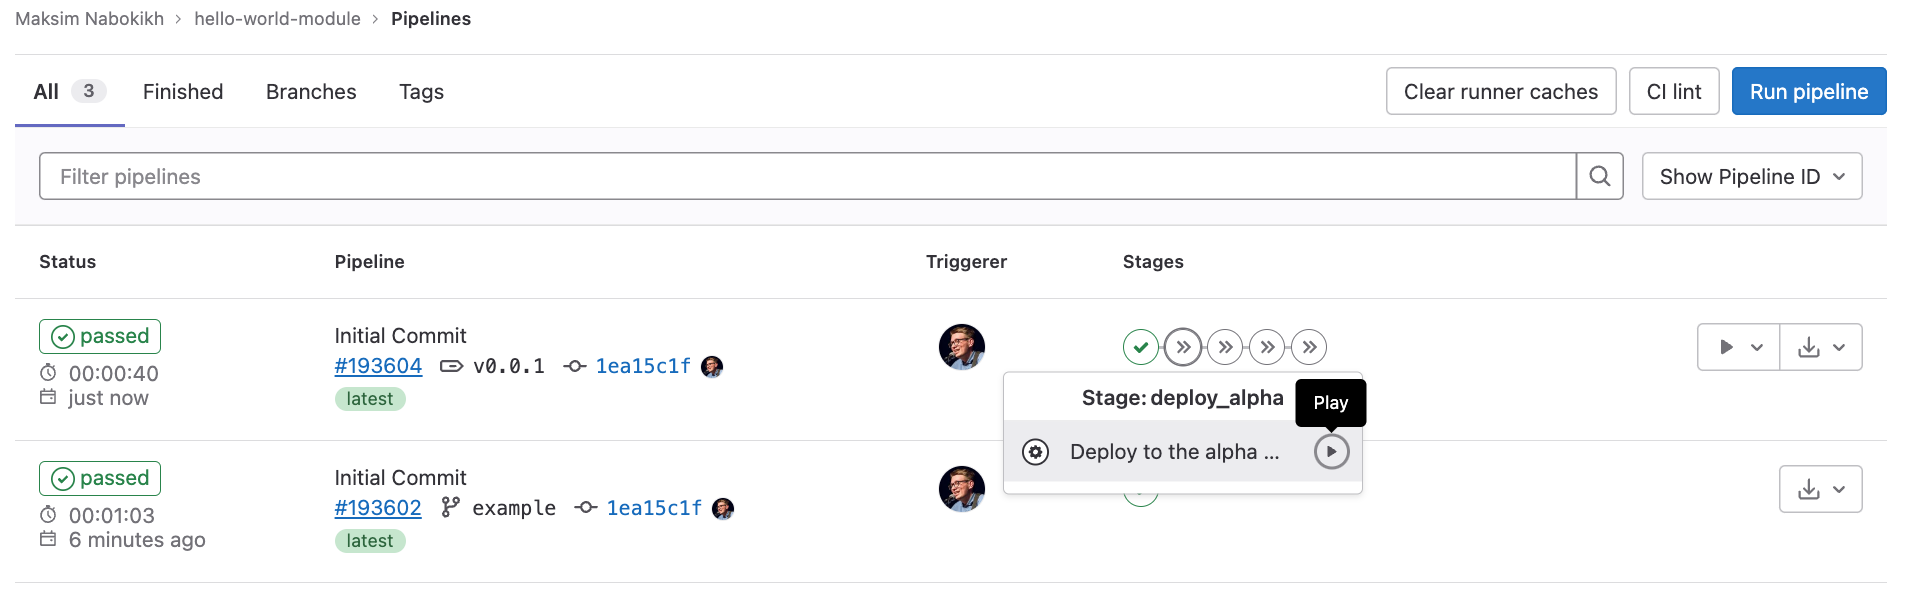 Maksim Nabokikh > hello-world-module > Pipelines
All 3 Finished Branches Tags Clear runner caches CI lint Run pipeline
Filter pipelines Show Pipeline ID
Status Pipeline Triggerer Stages
passed Initial Commit
#193604 v0.0.1 1ea15c1f
00:00:40
just now latest
Stage: deploy_alpha Play
Deploy to the alpha ...
passed Initial Commit
#193602 example 1ea15c1f
00:01:03
6 minutes ago latest